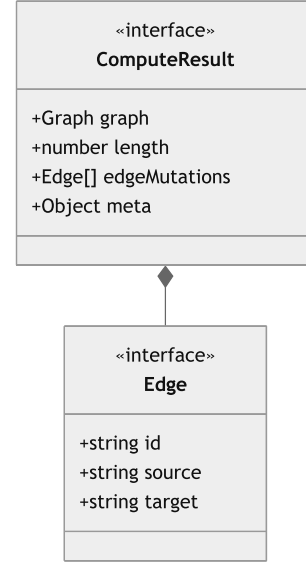 «interface»
ComputeResult
+Graph graph
+number length
+Edge[] edgeMutations
+Object meta
«interface»
Edge
+string id
+string source
+string target